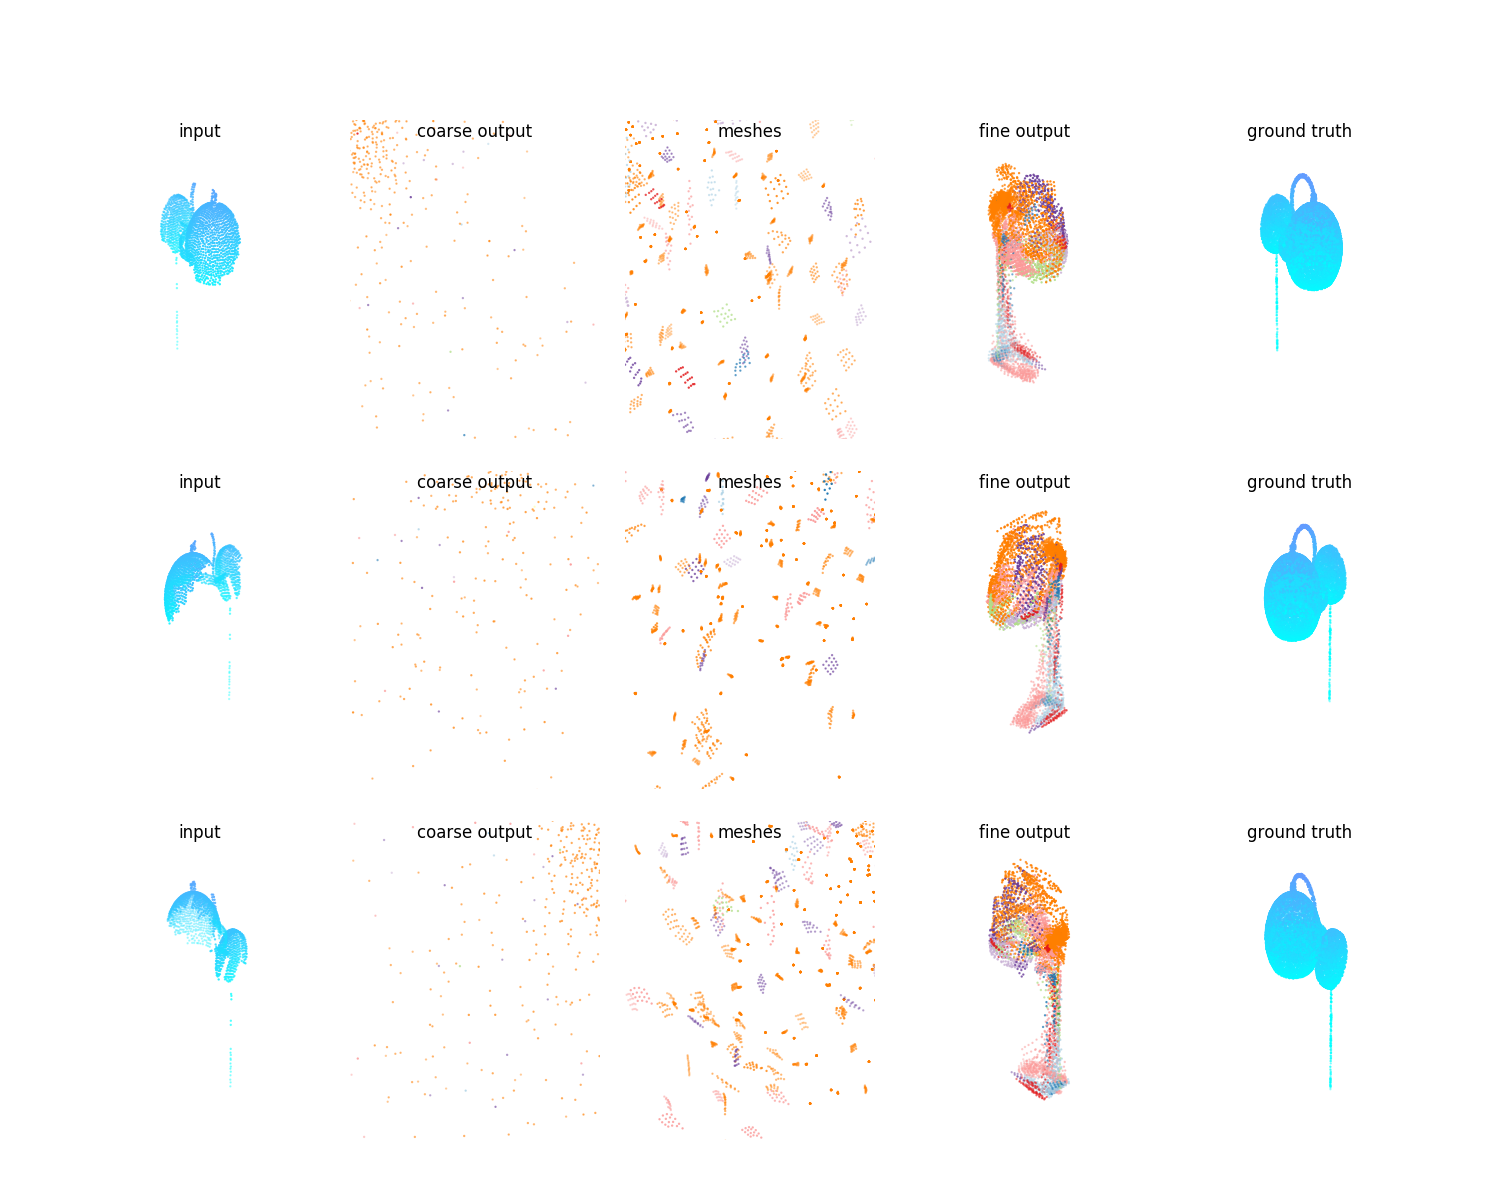 input
coarse output
meshes
fine output
ground truth
input
coarse output
meshes
fine output
ground truth
input
coarse output
meshes
fine output
ground truth